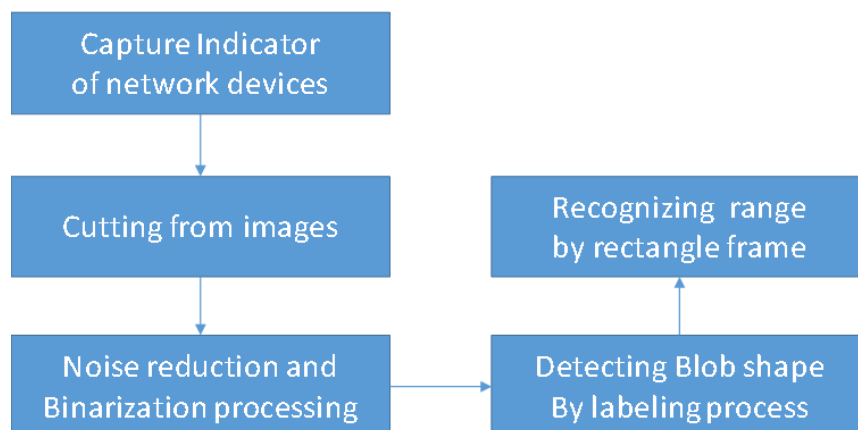 Capture Indicator
of network devices
Cutting from images
Noise reduction and
Binarization processing
Detecting Blob shape
By labeling process
Recognizing range
by rectangle frame